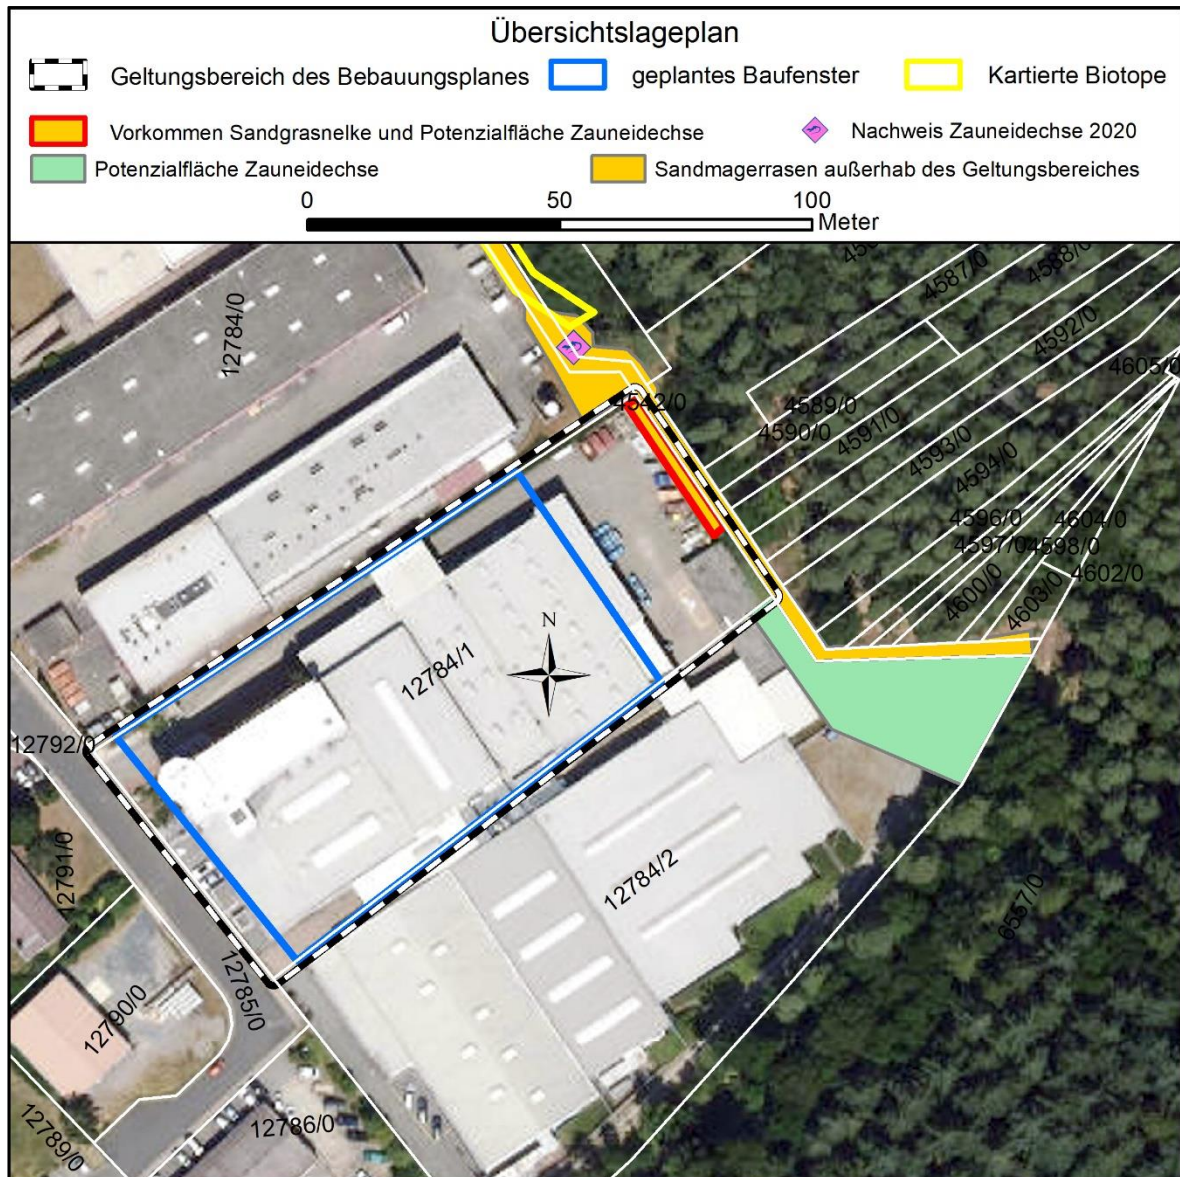 Übersichtslageplan
Geltungsbereich des Bebauungsplanes
geplantes Baufenster
Kartierte Biotope
Vorkommen Sandgrasnelke und Potenzialfläche Zauneidechse
Nachweis Zauneidechse 2020
Potenzialfläche Zauneidechse
Sandmagerrasen außerhab des Geltungsbereiches
0 50 100
Meter
12784/0
4587/0
4588/0
4592/0
4605/0
4542/0
4589/0
4590/0
4591/0
4593/0
4594/0
4596/0
4604/0
4597/0
4598/0
4602/0
4600/0
4603/0
N
12784/1
12792/0
12791/0
12784/2
6557/0
12785/0
12790/0
12786/0
12789/0